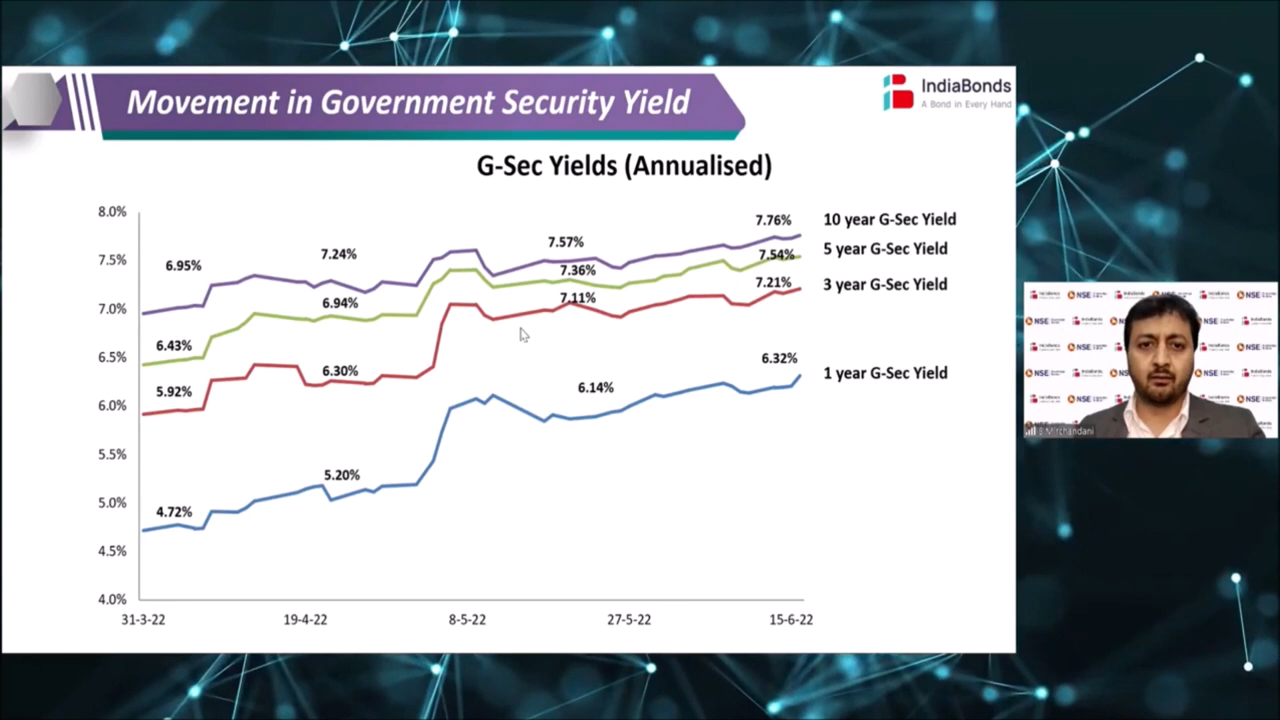 Movement in Government Security Yield
IndiaBonds
A Bond in Every Hand
G-Sec Yields (Annualised)
8.0%
7.5%
7.0%
6.5%
6.0%
5.5%
5.0%
4.5%
4.0%
6.95%
7.24%
7.57%
7.76%
10 year G-Sec Yield
6.43%
6.94%
7.36%
7.54%
5 year G-Sec Yield
5.92%
6.30%
7.11%
7.21%
3 year G-Sec Yield
4.72%
5.20%
6.14%
6.32%
1 year G-Sec Yield
31-3-22
19-4-22
8-5-22
27-5-22
15-6-22
IndiaBonds
NSE
Mirchandani